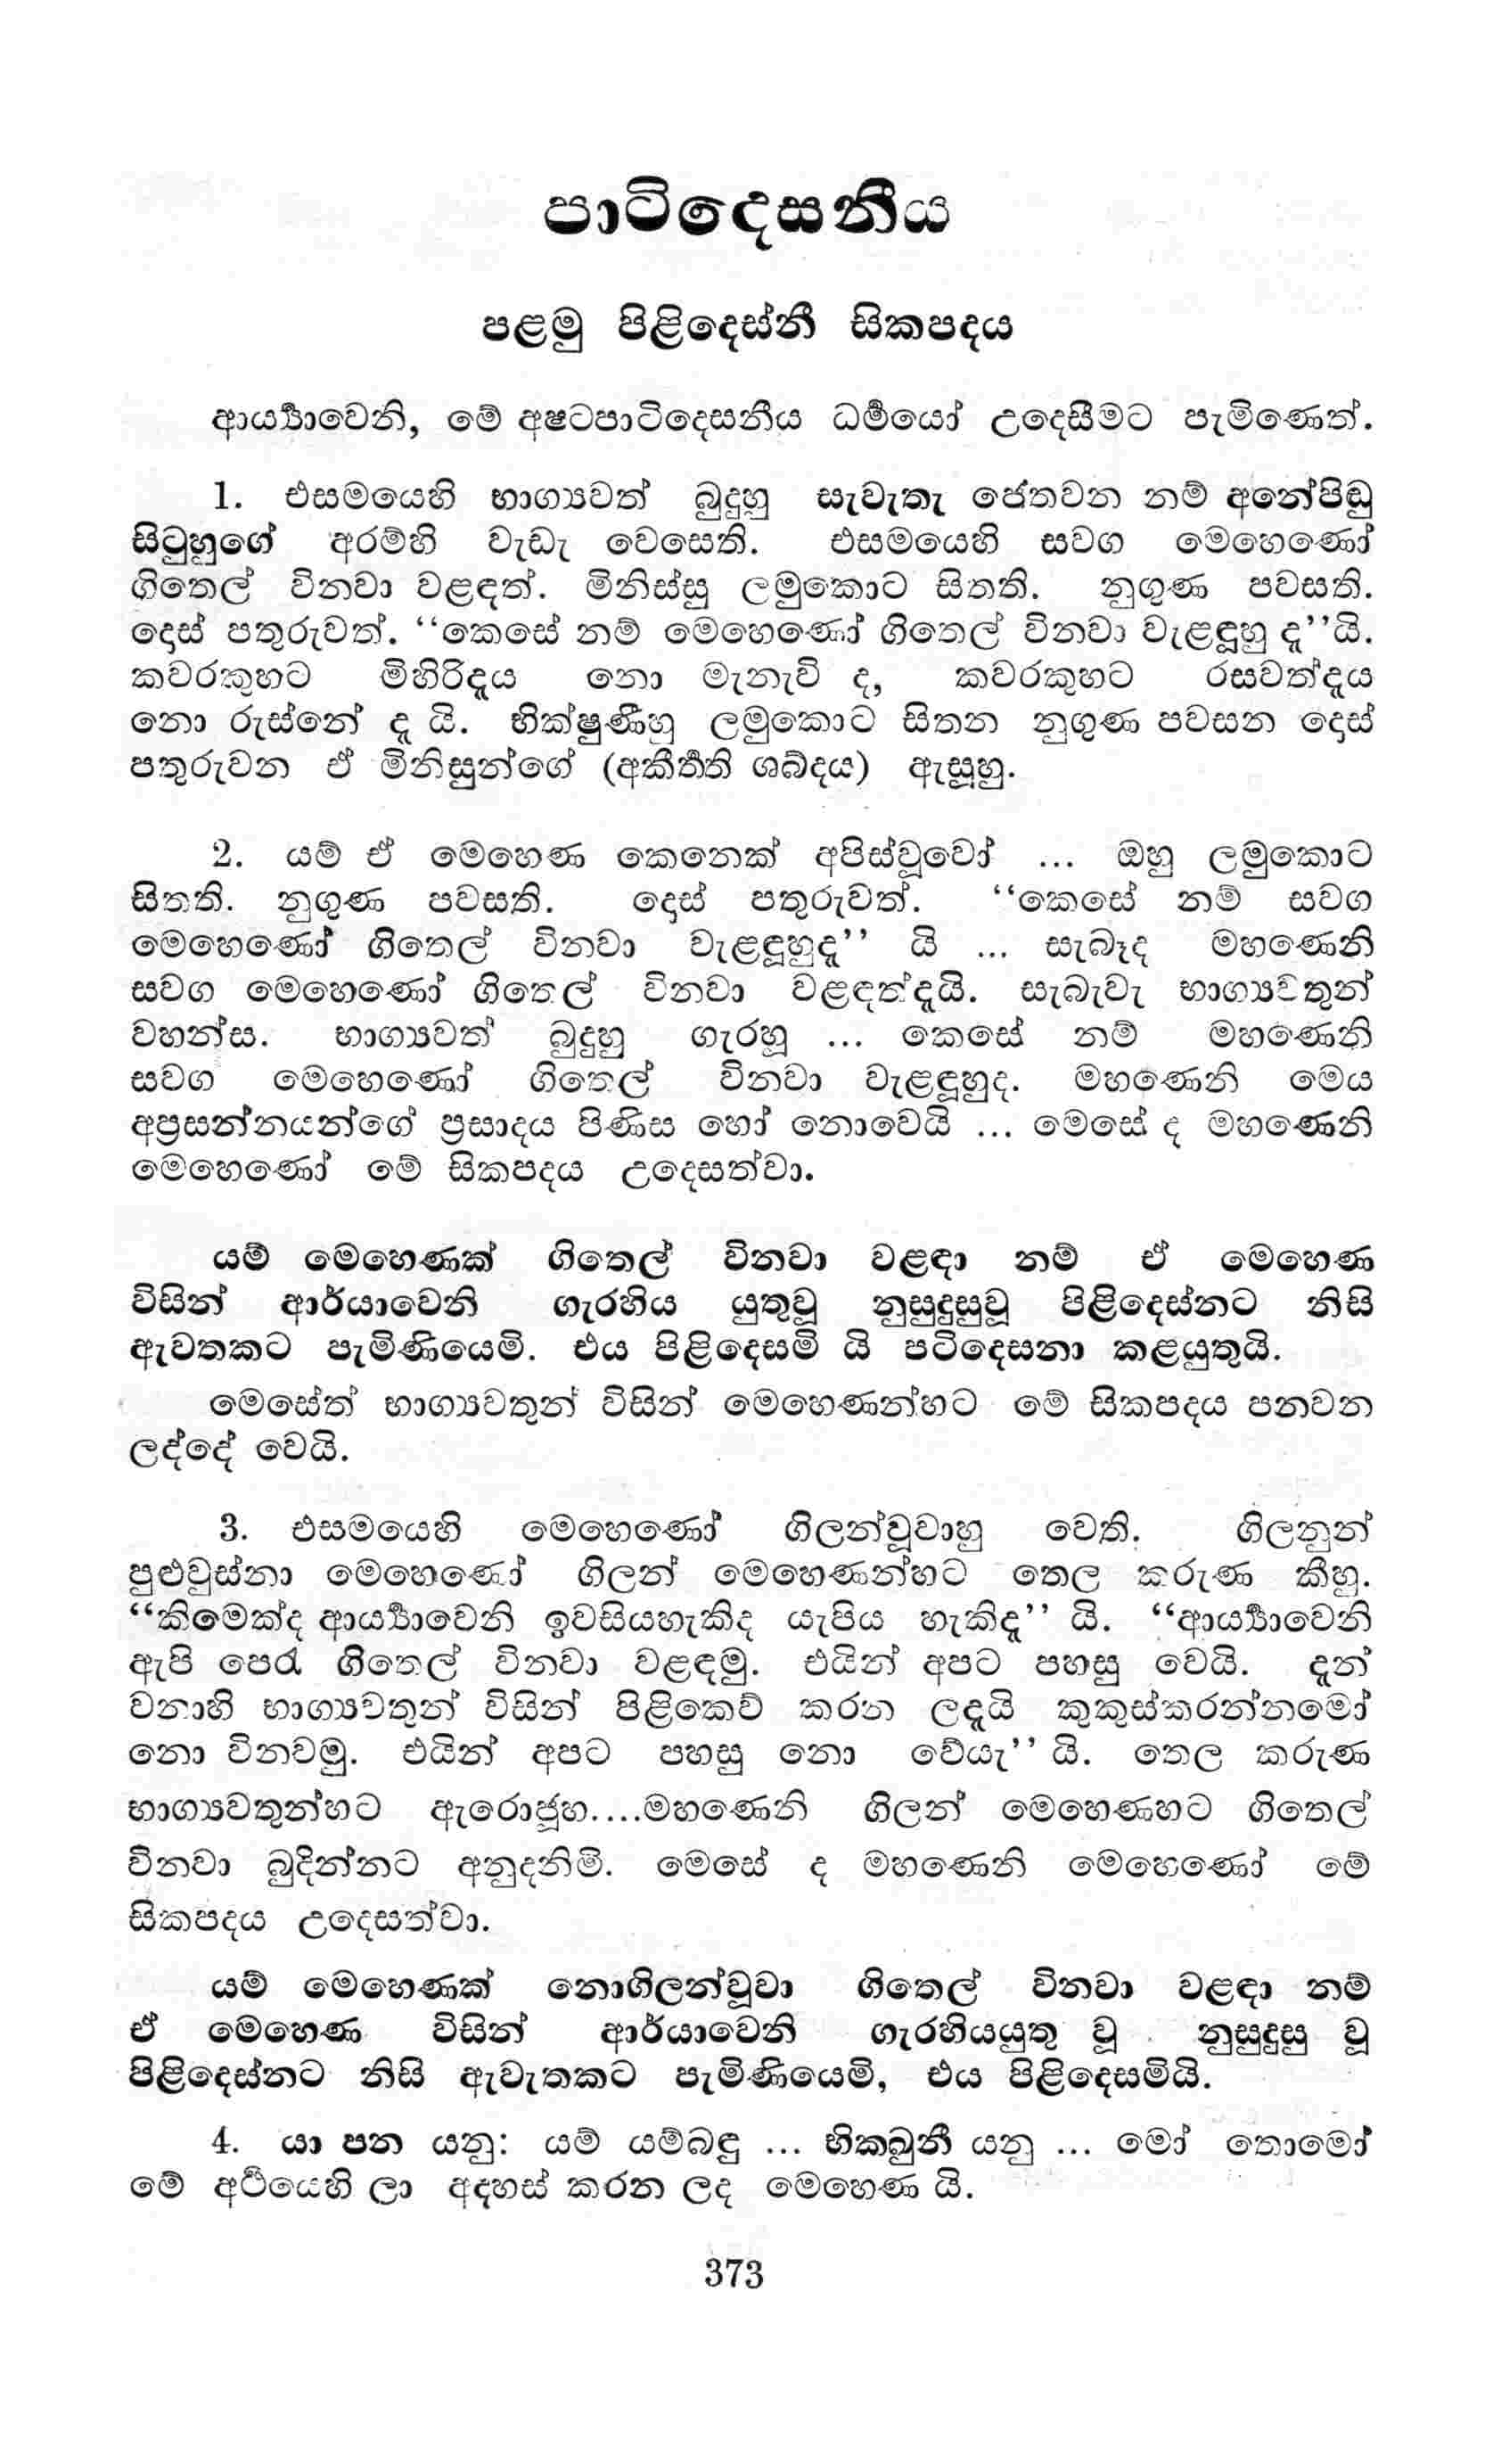 පාටිදෙසනීය
පළමු පිළිදෙස්නී සිකපදය
ආර්‍ය්‍යාවෙනි, මේ අෂටපාටිදෙසනීය ධර්‍මයෝ උදෙසීමට පැමිණෙත්.
1. එසමයෙහි භාග්‍යවත් බුදුහු සැවැතැ ජෙතවන නම් අනේපිඬු
සිටුහුගේ අරම්හි වැඩැ වෙසෙති. එසමයෙහි සවග මෙහෙණෝ
ගිතෙල් විනවා වළඳත්. මිනිස්සු ලමුකොට සිතති. නුගුණ පවසති.
දොස් පතුරුවත්. “කෙසේ නම් මෙහෙණෝ ගිතෙල් විනවා වැළඳූහු දැ”යි.
කවරකුහට මිහිරිදැය නො මැනැවි ද, කවරකුහට රසවත්දැය
නො රුස්නේ දැ යි. භික්ෂුණීහු ලමුකොට සිතන නුගුණ පවසන දොස්
පතුරුවන ඒ මිනිසුන්ගේ (අකීර්‍තති ශබ්දය) ඇසූහු.
2. යම් ඒ මෙහෙණ කෙනෙක් අපිස්වූවෝ ... ඔහු ලමුකොට
සිතති. නුගුණ පවසති. දොස් පතුරුවත්. “කෙසේ නම් සවග
මෙහෙණෝ ගිතෙල් විනවා වැළඳූහුදැ” යි ... සැබෑද මහණෙනි
සවග මෙහෙණෝ ගිතෙල් විනවා වළඳත්දැයි. සැබැවැ භාග්‍යවතුන්
වහන්ස. භාග්‍යවත් බුදුහු ගැරහූ ... කෙසේ නම් මහණෙනි
සවග මෙහෙණෝ ගිතෙල් විනවා වැළඳූහුද. මහණෙනි මෙය
අප්‍රසන්නයන්ගේ ප්‍රසාදය පිණිස හෝ නොවෙයි ... මෙසේ ද මහණෙනි
මෙහෙණෝ මේ සිකපදය උදෙසත්වා.
යම් මෙහෙණක් ගිතෙල් විනවා වළඳා නම් ඒ මෙහෙණ
විසින් ආර්යාවෙනි ගැරහිය යුතුවූ නුසුදුසුවූ පිළිදෙස්නට නිසි
ඇවතකට පැමිණියෙමි. එය පිළිදෙසමි යි පටිදෙසනා කළයුතුයි.
මෙසේත් භාග්‍යවතුන් විසින් මෙහෙණන්හට මේ සිකපදය පනවන
ලද්දේ වෙයි.
3. එසමයෙහි මෙහෙණෝ ගිලන්වූවාහු වෙති. ගිලනුන්
පුළුවුස්නා මෙහෙණෝ ගිලන් මෙහෙණන්හට තෙල කරුණ කීහු.
“කිමෙක්ද ආර්‍ය්‍යාවෙනි ඉවසියහැකිද යැපිය හැකිදැ” යි. “ආර්‍ය්‍යාවෙනි
ඇපි පෙරැ ගිතෙල් විනවා වළඳමු. එයින් අපට පහසු වෙයි. දැන්
වනාහි භාග්‍යවතුන් විසින් පිළිකෙව් කරන ලදැයි කුකුස්කරන්නමෝ
නො විනවමු. එයින් අපට පහසු නො වේයැ” යි. තෙල කරුණ
භාග්‍යවතුන්හට ඇරොජූහ....මහණෙනි ගිලන් මෙහෙණහට ගිතෙල්
විනවා බුදින්නට අනුදනිමි. මෙසේ ද මහණෙනි මෙහෙණෝ මේ
සිකපදය උදෙසත්වා.
යම් මෙහෙණක් නොගිලන්වූවා ගිතෙල් විනවා වළඳා නම්
ඒ මෙහෙණ විසින් ආර්යාවෙනි ගැරහියයුතු වූ නුසුදුසු වූ
පිළිදෙස්නට නිසි ඇවැතකට පැමිණියෙමි, එය පිළිදෙසමියි.
4. යා පන යනු: යම් යම්බඳු ... භිකඛුනී යනු ... මෝ තොමෝ
මේ අර්‍ථයෙහි ලා අදහස් කරන ලද මෙහෙණ යි.
373